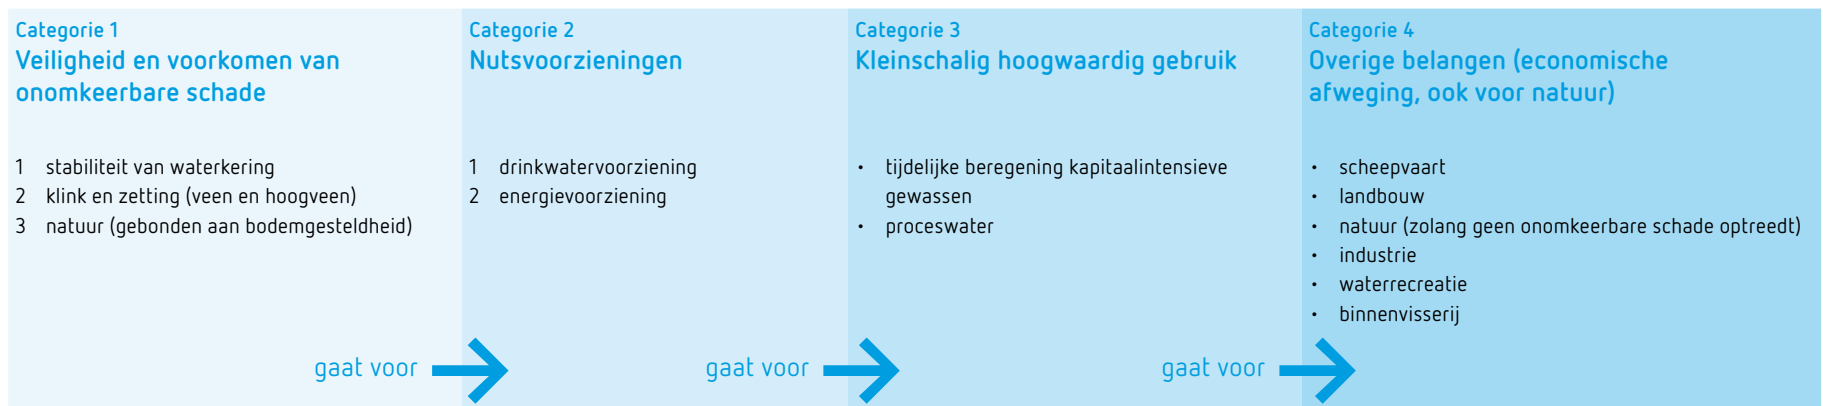 Categorie 1
Veiligheid en voorkomen van
onomkeerbare schade
1 stabiliteit van waterkering
2 klink en zetting (veen en hoogveen)
3 natuur (gebonden aan bodemgesteldheid)
gaat voor
Categorie 2
Nutsvoorzieningen
1 drinkwatervoorziening
2 energievoorziening
gaat voor
Categorie 3
Kleinschalig hoogwaardig gebruik
• tijdelijke beregening kapitaalintensieve
gewassen
• proceswater
gaat voor
Categorie 4
Overige belangen (economische
afweging, ook voor natuur)
• scheepvaart
• landbouw
• natuur (zolang geen onomkeerbare schade optreedt)
• industrie
• waterrecreatie
• binnenvisserij